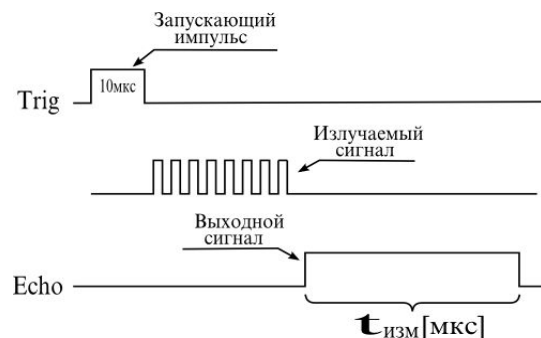 Запускающий
импульс
10мкс
Trig
Излучаемый
сигнал
Выходной
сигнал
Echo
tизм[мкс]